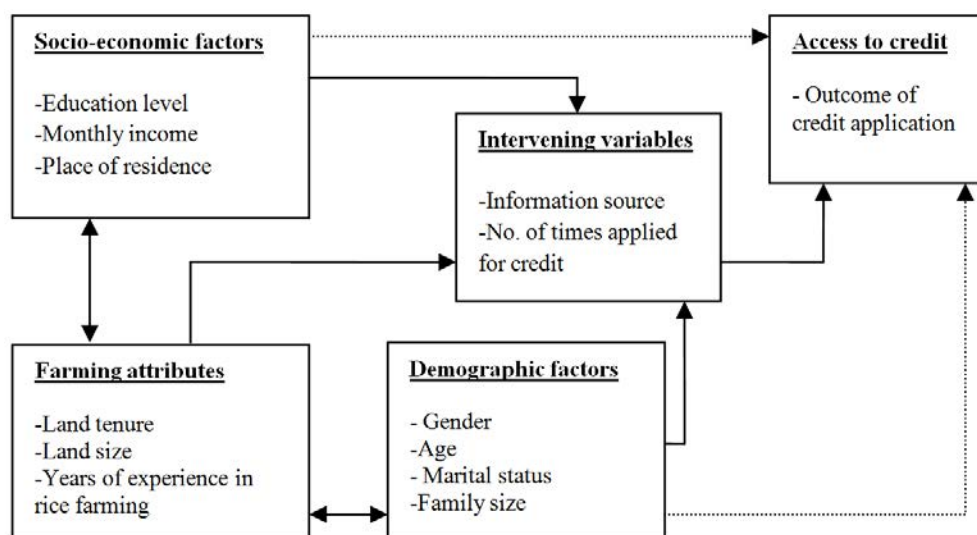 Socio-economic factors
-Education level
-Monthly income
-Place of residence
Access to credit
- Outcome of
credit application
Intervening variables
-Information source
-No. of times applied
for credit
Farming attributes
-Land tenure
-Land size
-Years of experience in
rice farming
Demographic factors
- Gender
-Age
- Marital status
-Family size